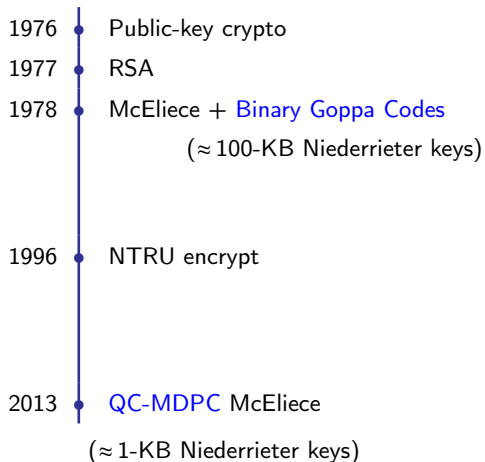 1976 Public-key crypto
1977 RSA
1978 McEliece + Binary Goppa Codes
(≈100-KB Niederrieter keys)
1996 NTRU encrypt
2013 QC-MDPC McEliece
(≈1-KB Niederrieter keys)